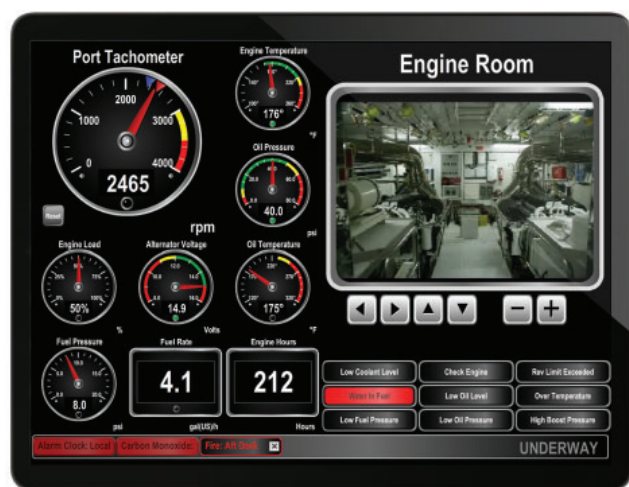 Port Tachometer
Engine Temperature
Engine Room
1000
2000
3000
0
4000
2465
rpm
Reset
176°
°F
Oil Pressure
40.0
psi
Engine Load
50%
%
Alternator Voltage
12.0
14.9
Volts
Oil Temperature
175°
°F
Fuel Pressure
8.0
psi
Fuel Rate
4.1
gal(US)/h
Engine Hours
212
Hours
Low Coolant Level
Check Engine
Rev Limit Exceeded
Water In Fuel
Low Oil Level
Over Temperature
Low Fuel Pressure
Low Oil Pressure
High Boost Pressure
Alarm Clock: Local
Carbon Monoxide:
Fire: Aft Deck
UNDERWAY